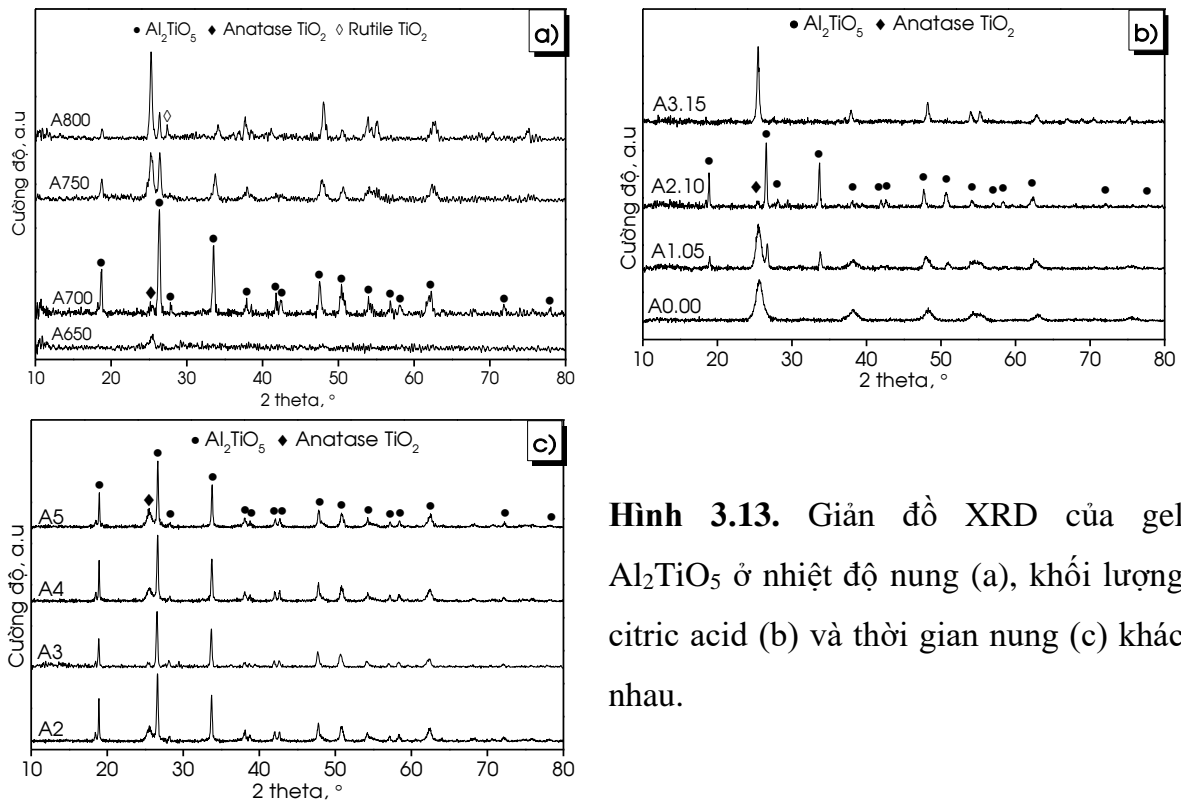 ● Al₂TiO₅ ♦ Anatase TiO₂ ◊ Rutile TiO₂
a)
Cường độ, a.u
A800
A750
A700
A650
10 20 30 40 50 60 70 80
2 theta, °
● Al₂TiO₅ ♦ Anatase TiO₂
b)
Cường độ, a.u
A3.15
A2.10
A1.05
A0.00
10 20 30 40 50 60 70 80
2 theta, °
● Al₂TiO₅ ♦ Anatase TiO₂
c)
Cường độ, a.u
A5
A4
A3
A2
10 20 30 40 50 60 70 80
2 theta, °
Hình 3.13. Giản đồ XRD của gel
Al₂TiO₅ ở nhiệt độ nung (a), khối lượng
citric acid (b) và thời gian nung (c) khác
nhau.